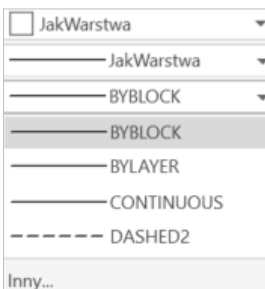 JakWarstwa
JakWarstwa
BYBLOCK
BYBLOCK
BYLAYER
CONTINUOUS
DASHED2
Inny...